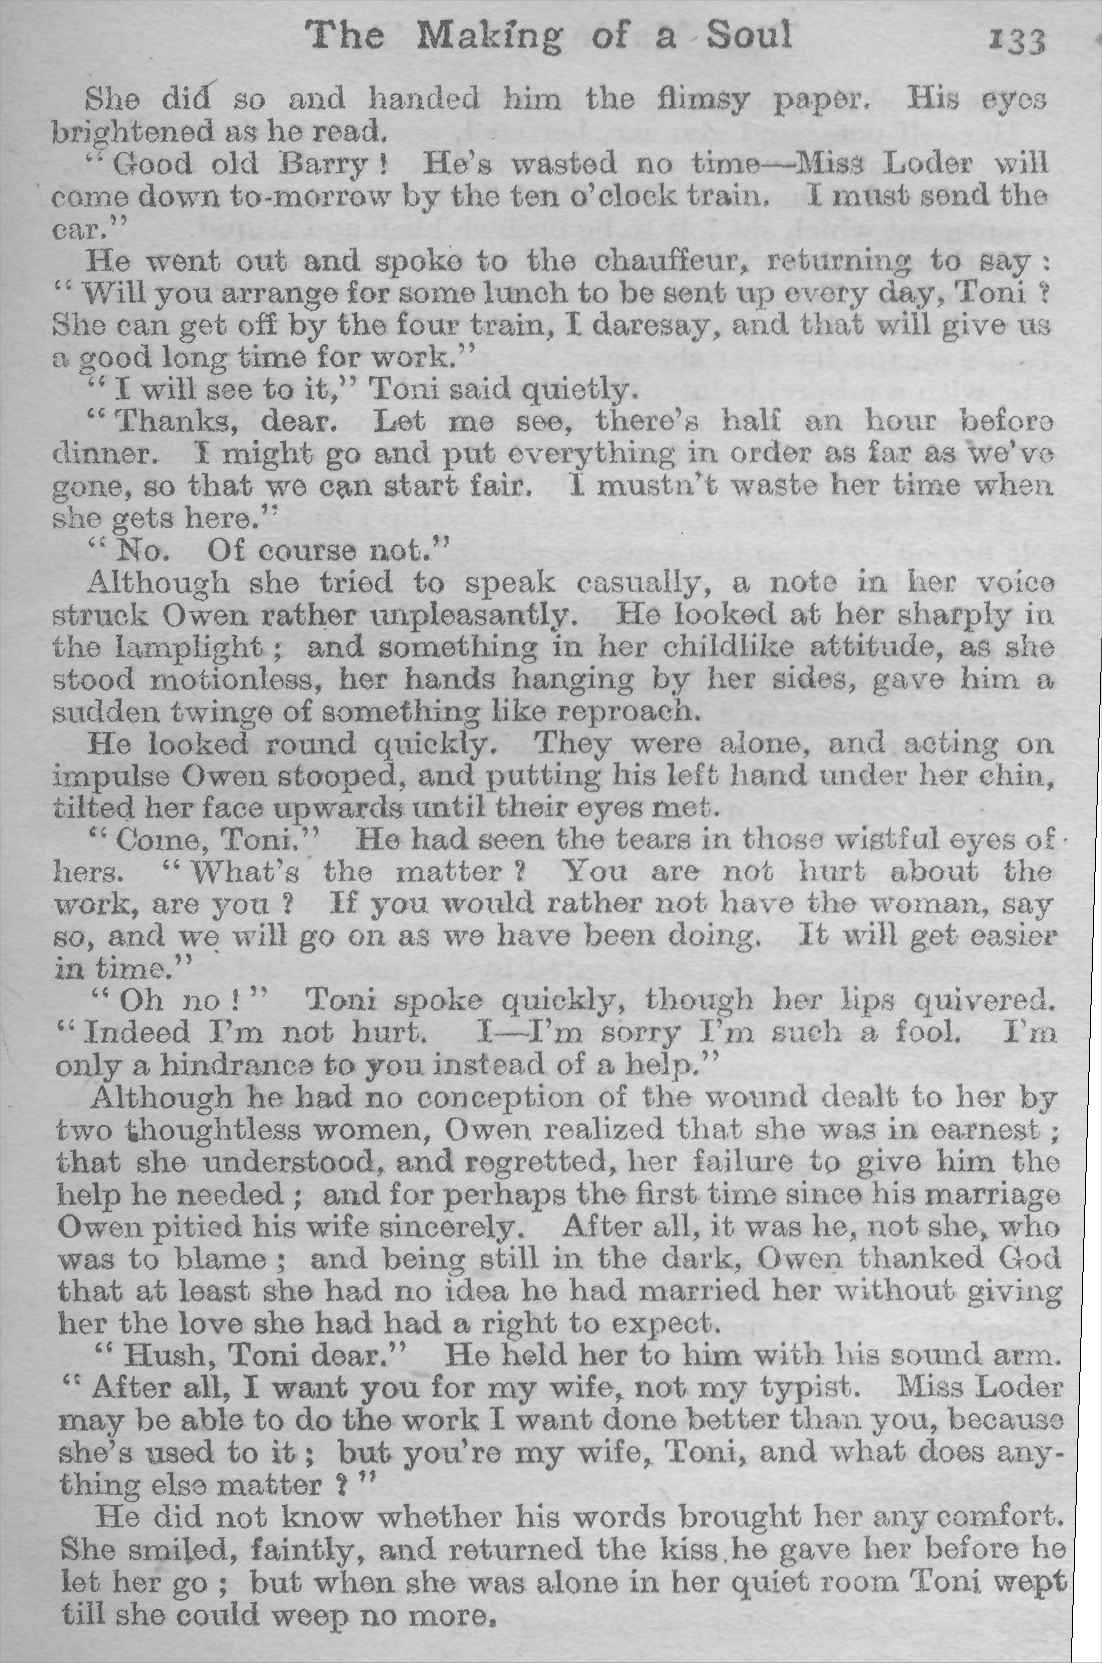 The Making of a Soul 133
She did so and handed him the flimsy paper. His eyes
brightened as he read.
“Good old Barry! He’s wasted no time—Miss Loder will
come down to-morrow by the ten o’clock train. I must send the
car.”
He went out and spoke to the chauffeur, returning to say:
“Will you arrange for some lunch to be sent up every day, Toni?
She can get off by the four train, I daresay, and that will give us
a good long time for work.”
“I will see to it,” Toni said quietly.
“Thanks, dear. Let me see, there’s half an hour before
dinner. I might go and put everything in order as far as we’ve
gone, so that we can start fair. I mustn’t waste her time when
she gets here.”
“No. Of course not.”
Although she tried to speak casually, a note in her voice
struck Owen rather unpleasantly. He looked at her sharply in
the lamplight; and something in her childlike attitude, as she
stood motionless, her hands hanging by her sides, gave him a
sudden twinge of something like reproach.
He looked round quickly. They were alone, and acting on
impulse Owen stooped, and putting his left hand under her chin,
tilted her face upwards until their eyes met.
“Come, Toni.” He had seen the tears in those wistful eyes of
hers. “What’s the matter? You are not hurt about the
work, are you? If you would rather not have the woman, say
so, and we will go on as we have been doing. It will get easier
in time.”
“Oh no!” Toni spoke quickly, though her lips quivered.
“Indeed I’m not hurt. I—I’m sorry I’m such a fool. I’m
only a hindrance to you instead of a help.”
Although he had no conception of the wound dealt to her by
two thoughtless women, Owen realized that she was in earnest;
that she understood, and regretted, her failure to give him the
help he needed; and for perhaps the first time since his marriage
Owen pitied his wife sincerely. After all, it was he, not she, who
was to blame; and being still in the dark, Owen thanked God
that at least she had no idea he had married her without giving
her the love she had had a right to expect.
“Hush, Toni dear.” He held her to him with his sound arm.
“After all, I want you for my wife, not my typist. Miss Loder
may be able to do the work I want done better than you, because
she’s used to it; but you’re my wife, Toni, and what does any-
thing else matter?”
He did not know whether his words brought her any comfort.
She smiled, faintly, and returned the kiss he gave her before he
let her go; but when she was alone in her quiet room Toni wept
till she could weep no more.